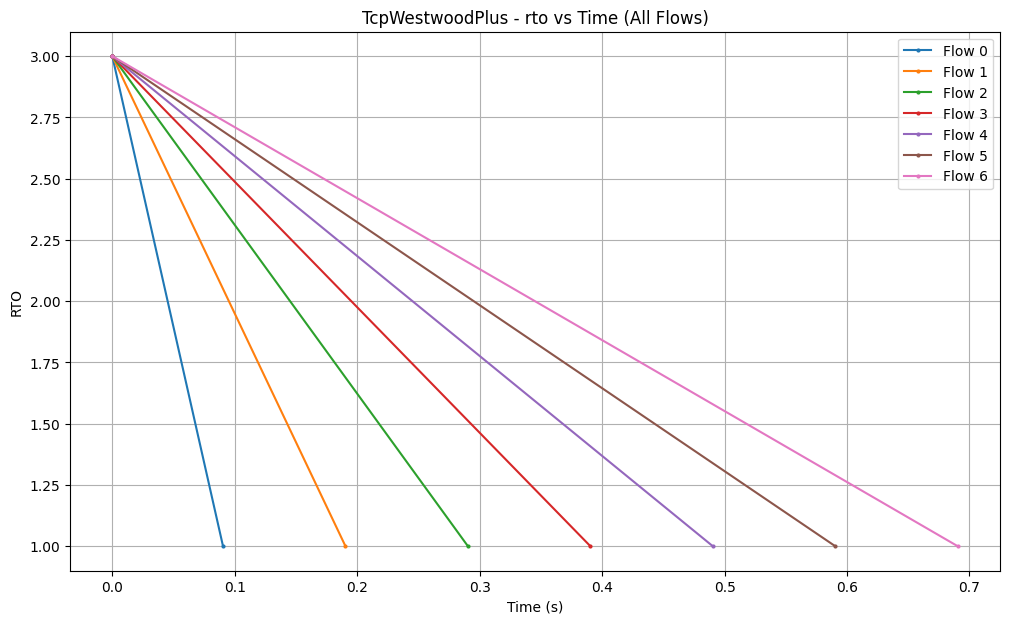 TcpWestwoodPlus - rto vs Time (All Flows)
RTO
3.00
2.75
2.50
2.25
2.00
1.75
1.50
1.25
1.00
0.0 0.1 0.2 0.3 0.4 0.5 0.6 0.7
Time (s)
Flow 0
Flow 1
Flow 2
Flow 3
Flow 4
Flow 5
Flow 6